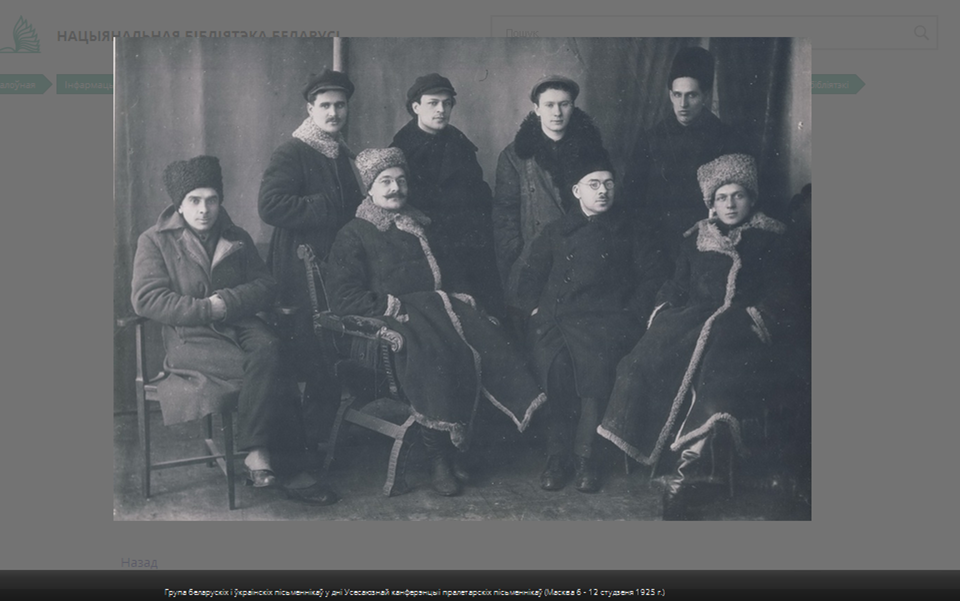 НАЦЫЯНАЛЬНАЯ БІБЛІЯТЭКА БЕЛАРУСІ
Пошук
Назад
Група беларускіх і ўкраінскіх пісьменнікаў у дні Усесаюзнай канферэнцыі пралетарскіх пісьменнікаў (Масква 6 - 12 студзеня 1925 г.)